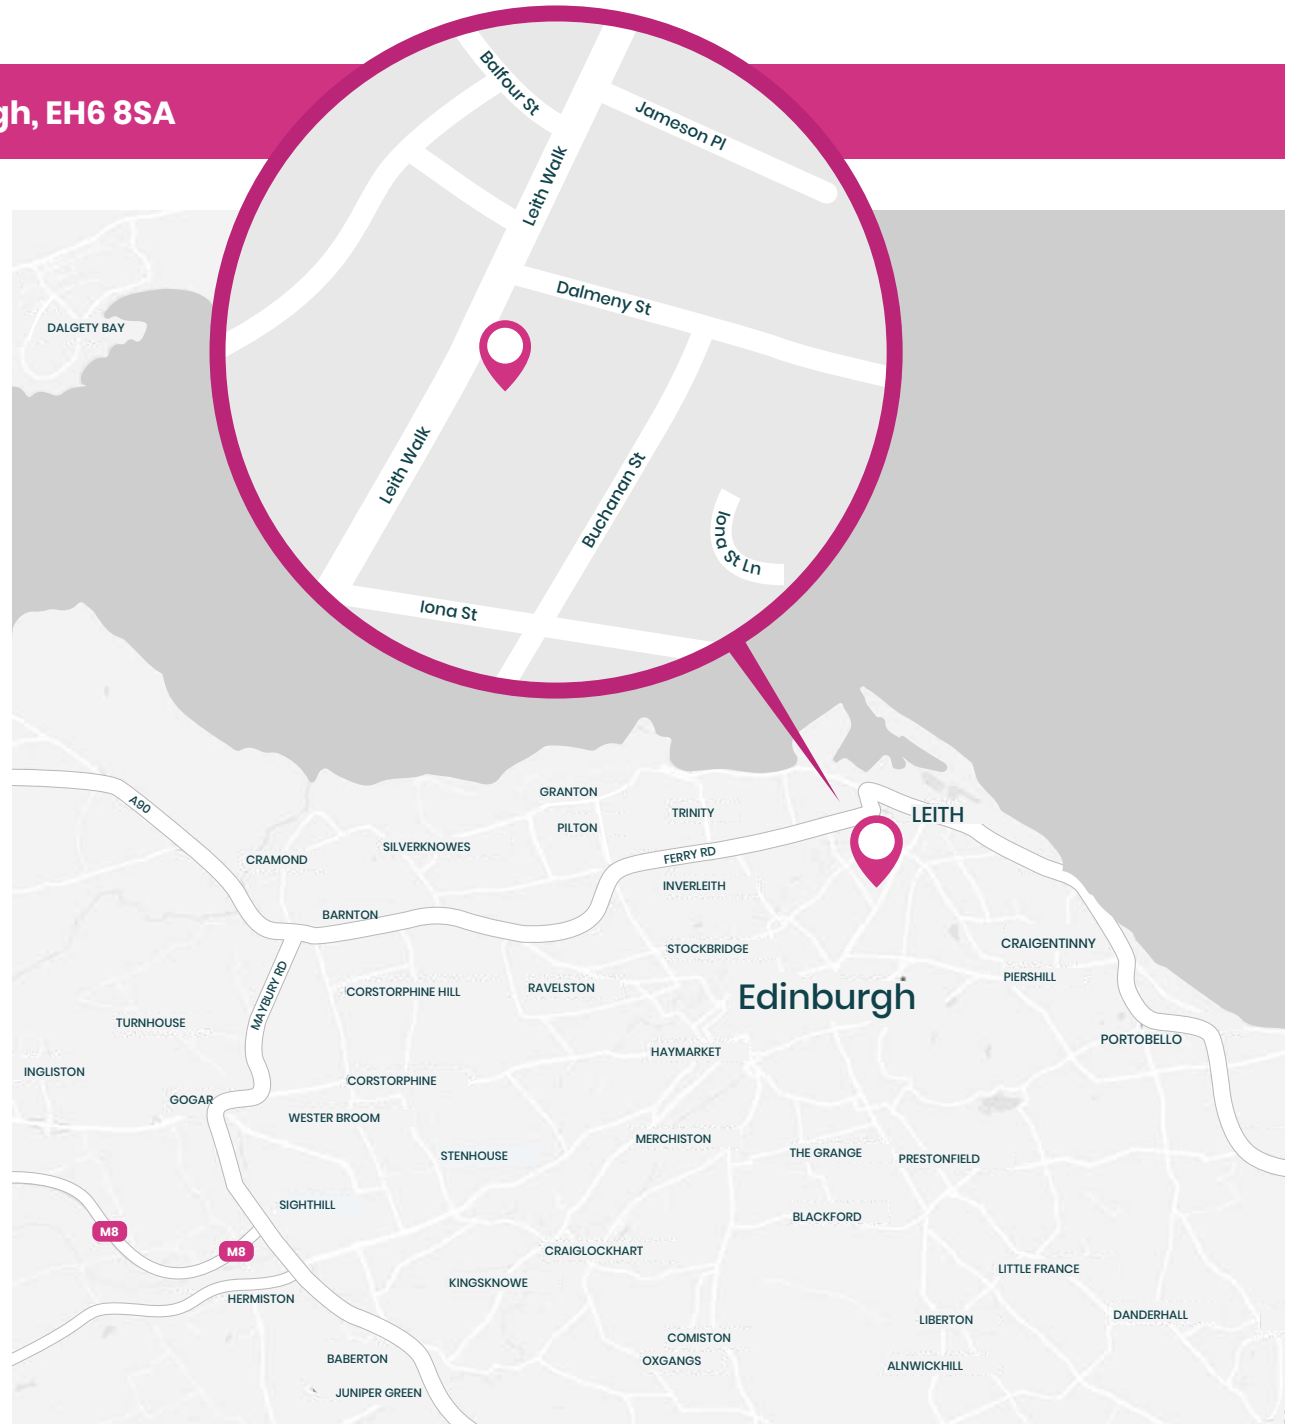 gh, EH6 8SA
Balfour St
Jameson Pl
Leith Walk
Dalmeny St
Leith Walk
Buchanan St
Iona St Ln
Iona St
DALGETY BAY
A90
GRANTON
TRINITY
LEITH
PILTON
SILVERKNOWES
CRAMOND
FERRY RD
INVERLEITH
BARNTON
STOCKBRIDGE
CRAIGENTINNY
PIERSHILL
MAYBURY RD
CORSTORPHINE HILL
RAVELSTON
Edinburgh
TURNHOUSE
PORTOBELLO
HAYMARKET
INGLISTON
CORSTORPHINE
GOGAR
WESTER BROOM
MERCHISTON
STENHOUSE
THE GRANGE
PRESTONFIELD
SIGHTHILL
BLACKFORD
M8
M8
CRAIGLOCKHART
LITTLE FRANCE
KINGSKNOWE
HERMISTON
DANDERHALL
LIBERTON
COMISTON
BABERTON
OXGANGS
ALNWICKHILL
JUNIPER GREEN